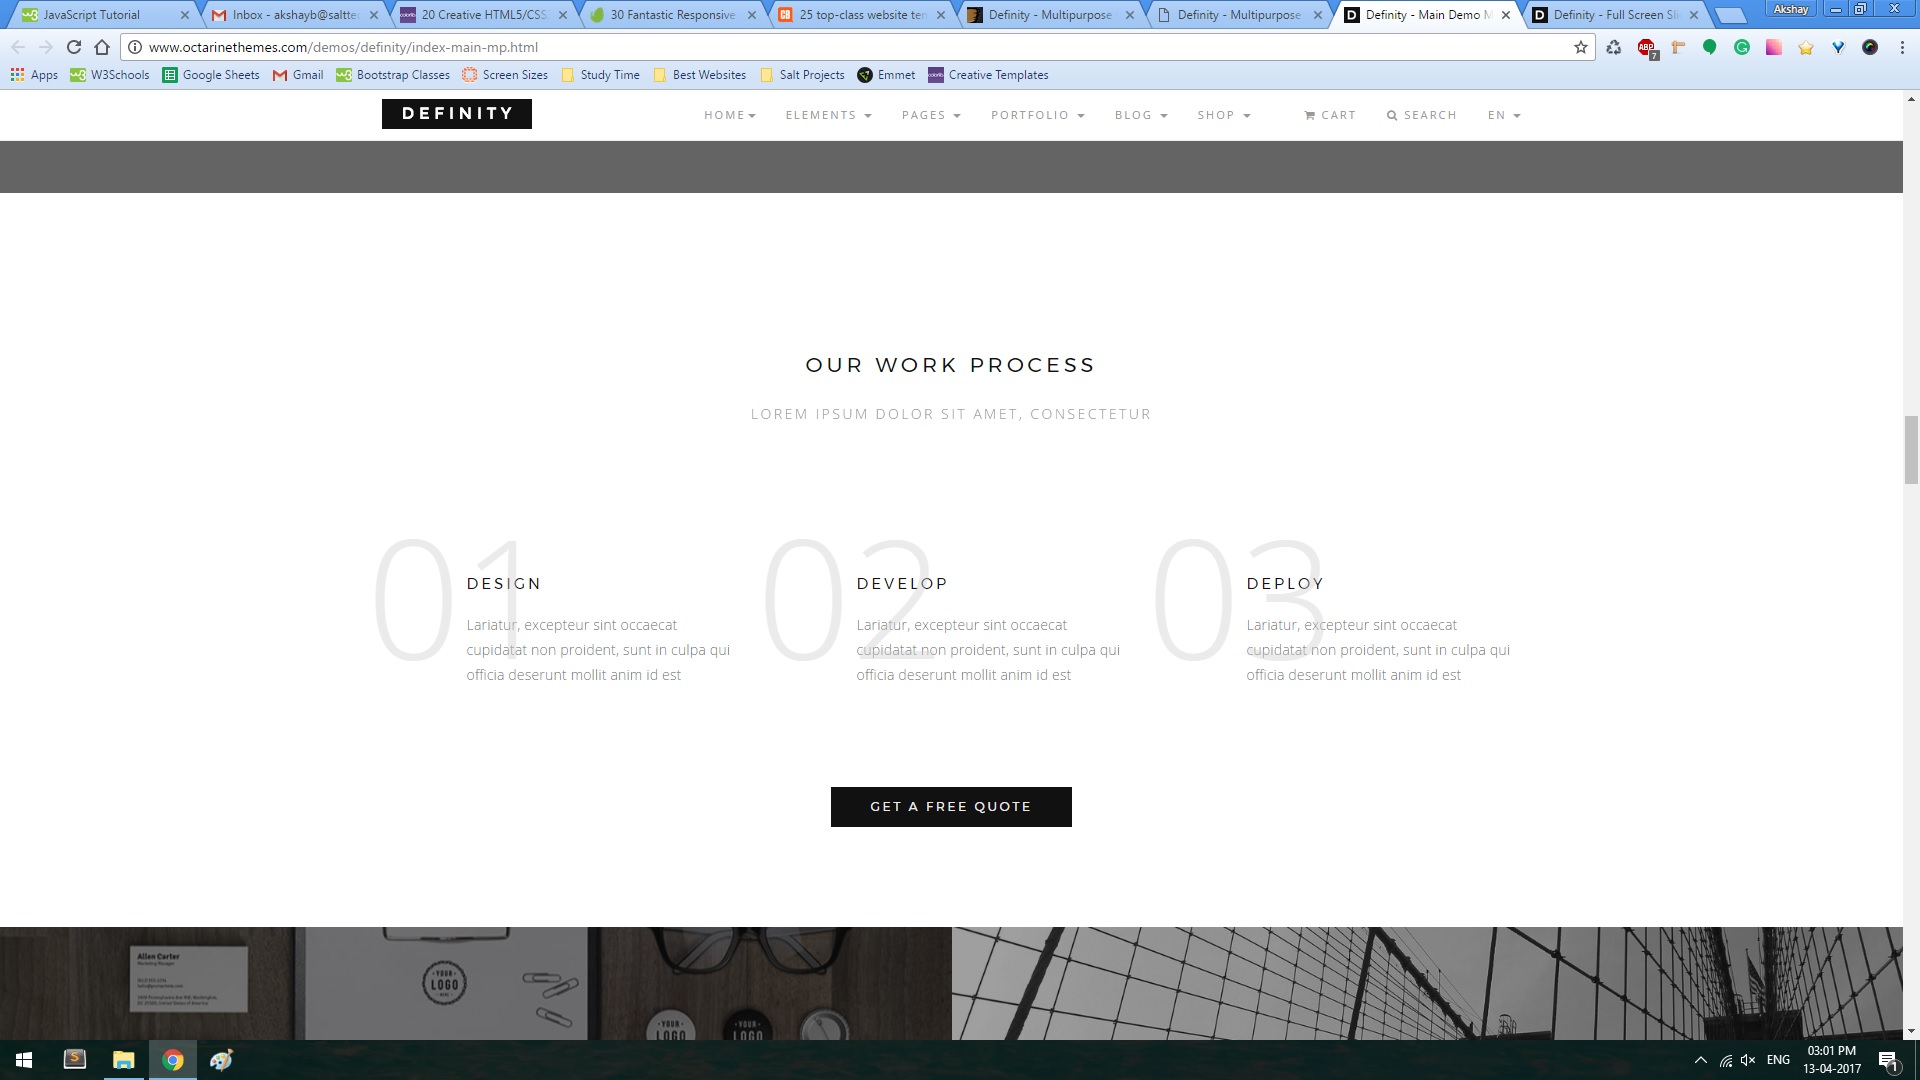 JavaScript Tutorial
Inbox - akshayb@saltte
20 Creative HTML5/CSS
30 Fantastic Responsive
25 top-class website ten
Definity - Multipurpose
Definity - Multipurpose
Definity - Main Demo M
Definity - Full Screen Sli
Akshay
www.octarinethemes.com/demos/definity/index-main-mp.html
ABP
7
Apps
W3Schools
Google Sheets
Gmail
Bootstrap Classes
Screen Sizes
Study Time
Best Websites
Salt Projects
Emmet
Creative Templates
DEFINITY
HOME
ELEMENTS
PAGES
PORTFOLIO
BLOG
SHOP
CART
SEARCH
EN
OUR WORK PROCESS
LOREM IPSUM DOLOR SIT AMET, CONSECTETUR
01
DESIGN
Lariatur, excepteur sint occaecat
cupidatat non proident, sunt in culpa qui
officia deserunt mollit anim id est
02
DEVELOP
Lariatur, excepteur sint occaecat
cupidatat non proident, sunt in culpa qui
officia deserunt mollit anim id est
03
DEPLOY
Lariatur, excepteur sint occaecat
cupidatat non proident, sunt in culpa qui
officia deserunt mollit anim id est
GET A FREE QUOTE
Allen Carter
Marketing Manager
YOUR
LOGO
HERE
YOUR
LOGO
YOUR
LOGO
ENG
03:01 PM
13-04-2017
1